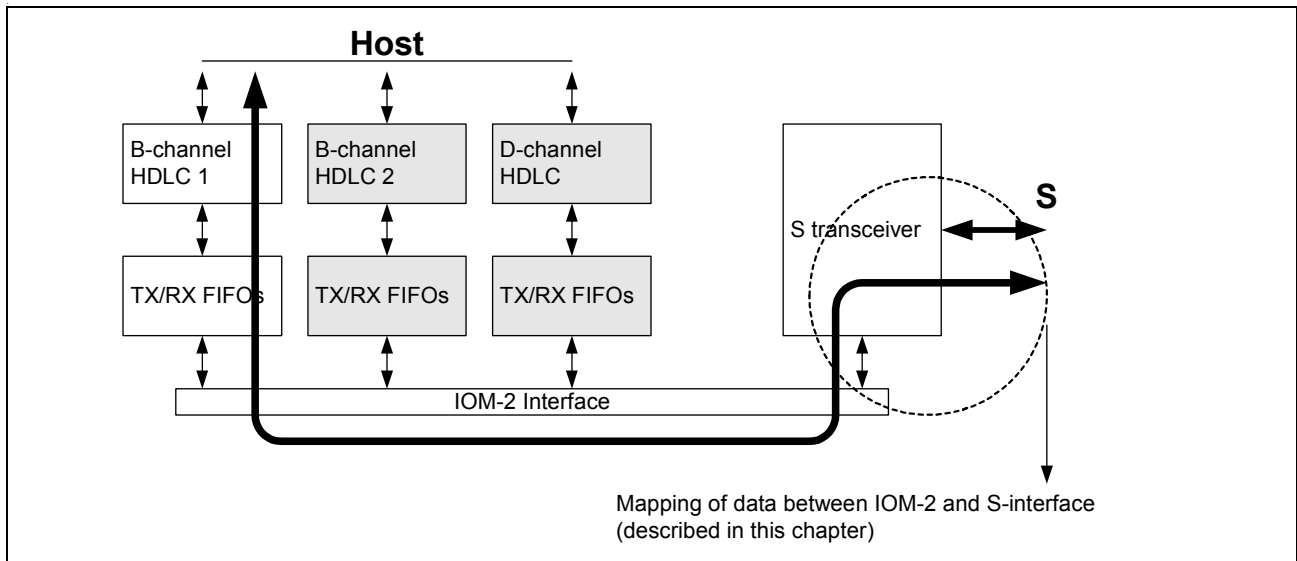 Host
B-channel
HDLC 1
B-channel
HDLC 2
D-channel
HDLC
S
S transceiver
TX/RX FIFOs
TX/RX FIFOs
TX/RX FIFOs
IOM-2 Interface
Mapping of data between IOM-2 and S-interface
(described in this chapter)